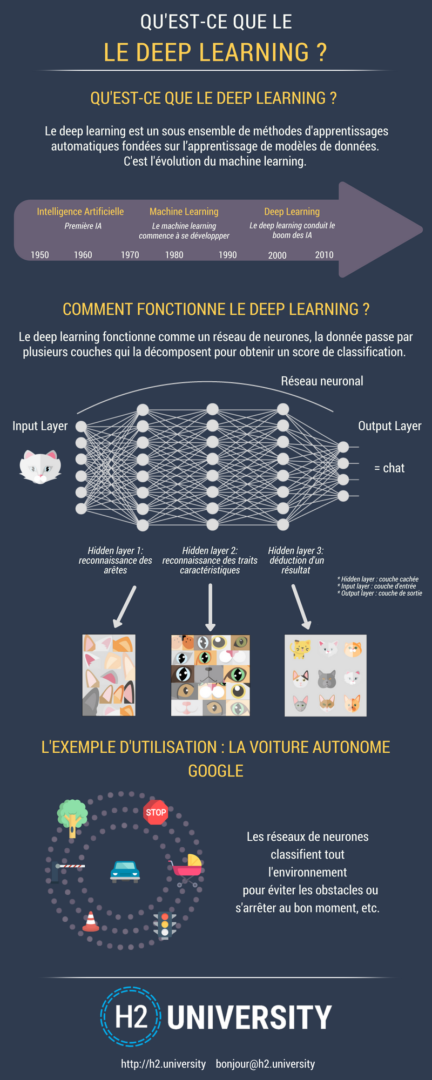 QU'EST-CE QUE LE
LE DEEP LEARNING ?
QU'EST-CE QUE LE DEEP LEARNING ?
Le deep learning est un sous ensemble de méthodes d'apprentissages
automatiques fondées sur l'apprentissage de modèles de données.
C'est l'évolution du machine learning.
Intelligence Artificielle
Première IA
Machine Learning
Le machine learning
commence à se développper
Deep Learning
Le deep learning conduit le
boom des IA
1950 1960 1970 1980 1990 2000 2010
COMMENT FONCTIONNE LE DEEP LEARNING ?
Le deep learning fonctionne comme un réseau de neurones, la donnée passe par
plusieurs couches qui la décomposent pour obtenir un score de classification.
Réseau neuronal
Input Layer
Output Layer
= chat
Hidden layer 1:
reconnaissance des
arêtes
Hidden layer 2:
reconnaissance des traits
caractéristiques
Hidden layer 3:
déduction d'un
résultat
* Hidden layer : couche cachée
* Input layer : couche d'entrée
* Output layer : couche de sortie
L'EXEMPLE D'UTILISATION : LA VOITURE AUTONOME
GOOGLE
STOP
Les réseaux de neurones
classifient tout
l'environement
pour éviter les obstacles ou
s'arrêter au bon moment, etc.
H2 UNIVERSITY
http://h2.university bonjour@h2.university